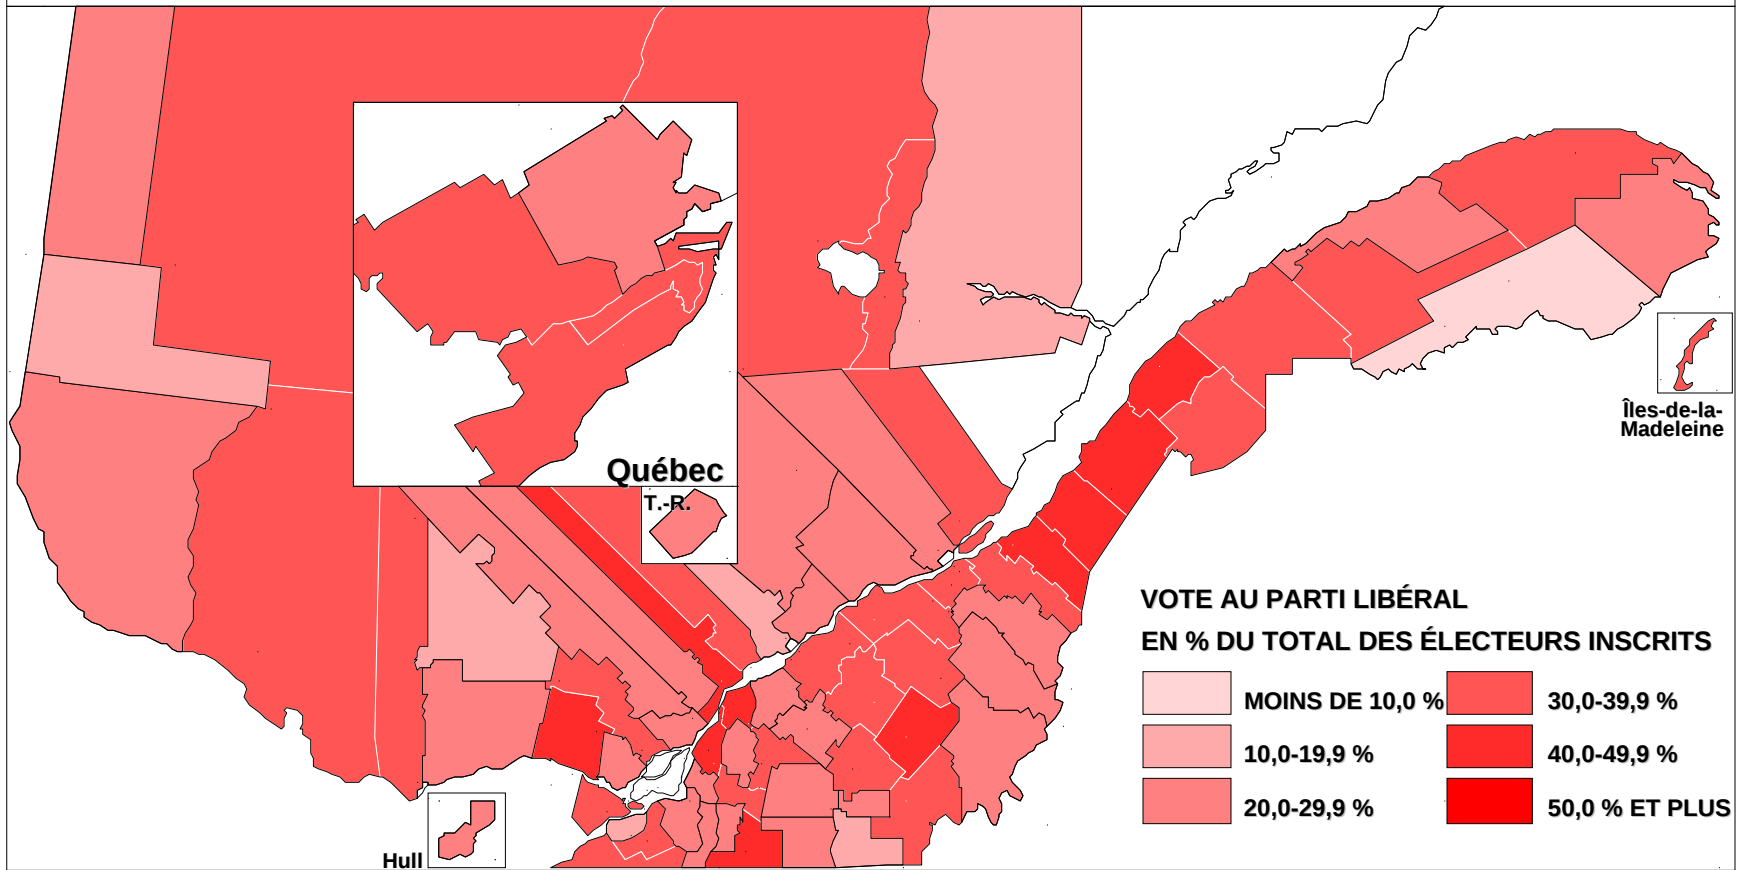 Québec
T.-R.
Îles-de-la-
Madeleine
VOTE AU PARTI LIBÉRAL
EN % DU TOTAL DES ÉLECTEURS INSCRITS
MOINS DE 10,0 %
30,0-39,9 %
10,0-19,9 %
40,0-49,9 %
20,0-29,9 %
50,0 % ET PLUS
Hull